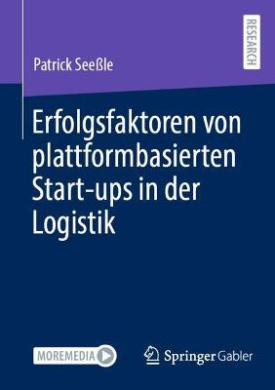 RESEARCH
Patrick Seeßle
Erfolgsfaktoren von
plattformbasierten
Start-ups in der
Logistik
MOREMEDIA
Springer Gabler